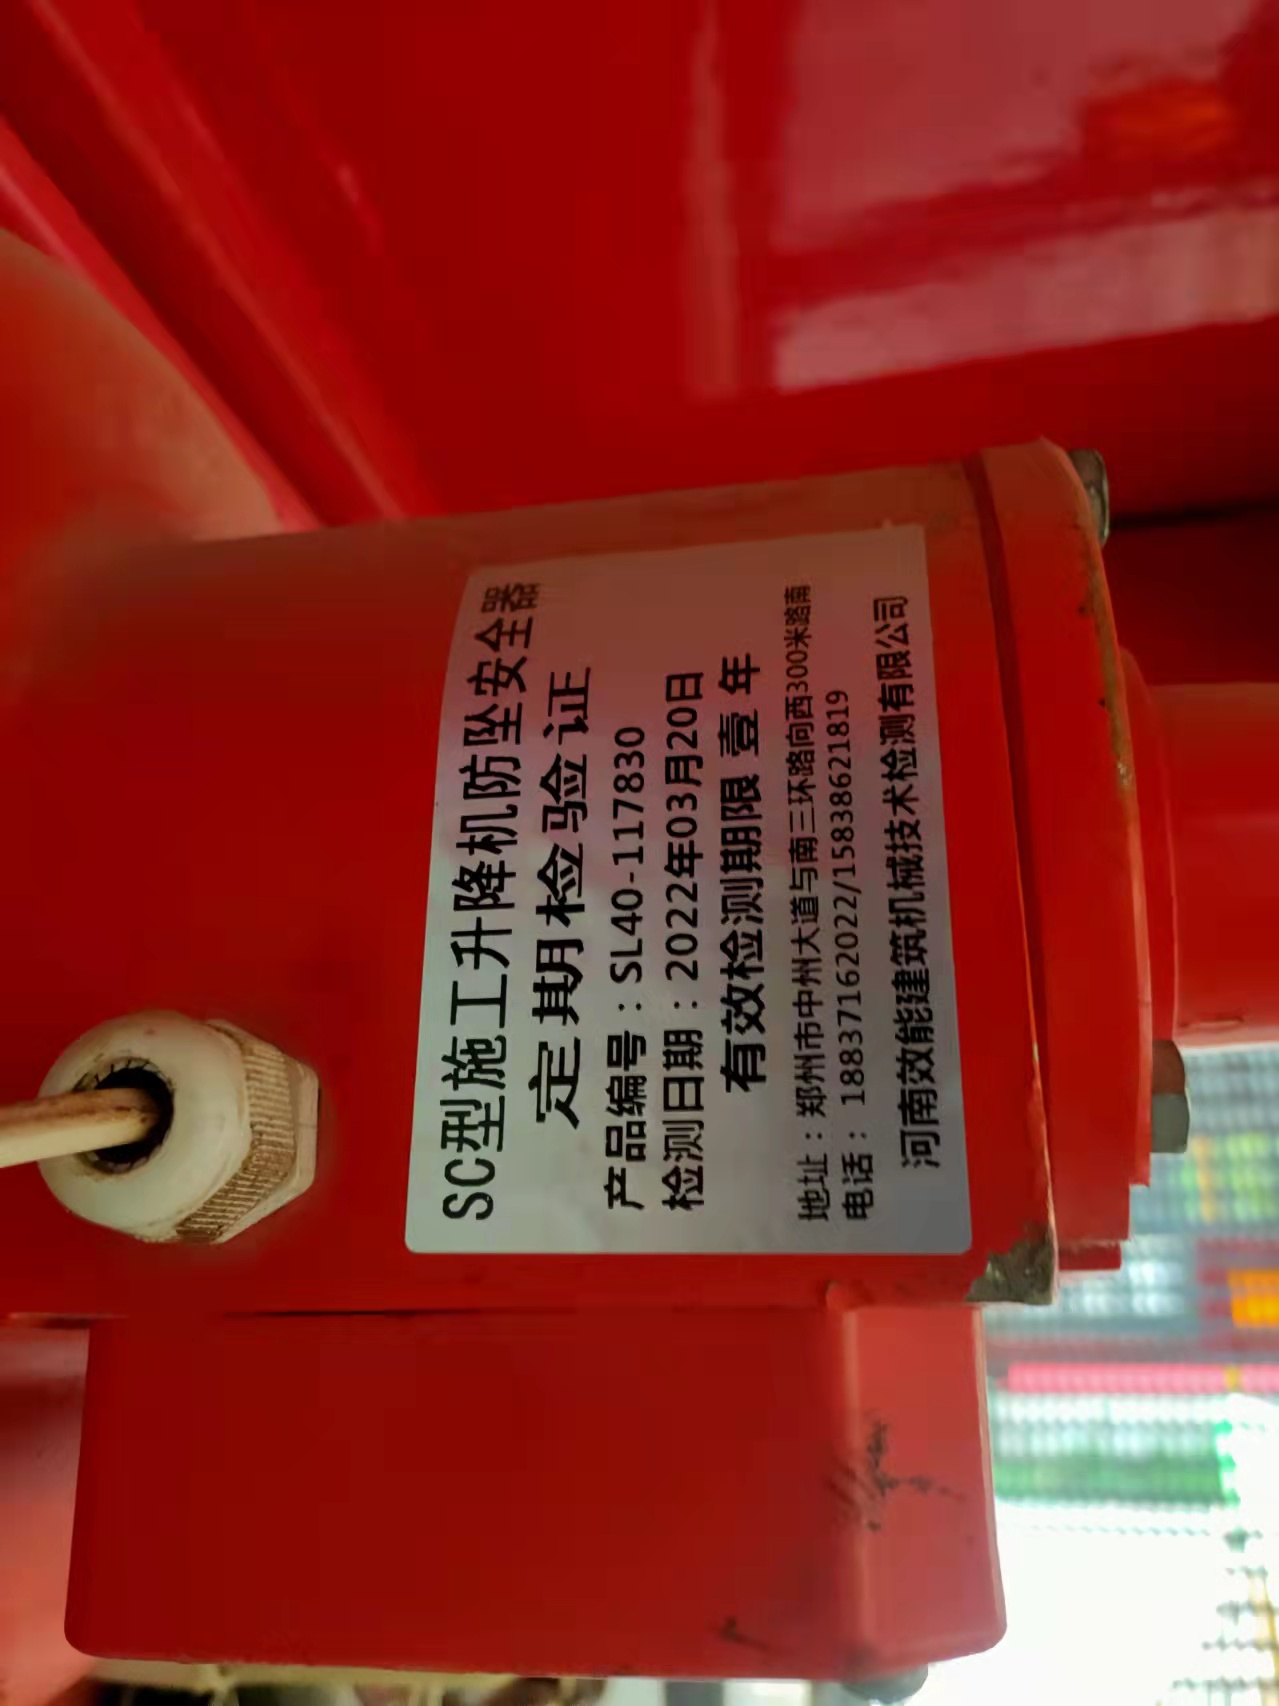 SC型施工升降机防坠安全器
定期检验证
产品编号：SL40-117830
检测日期：2022年03月20日
有效检测期限 壹 年
地址：郑州市中州大道与南三环路向西300米路南
电话：18837162022/15838621819
河南效能建筑机械技术检测有限公司